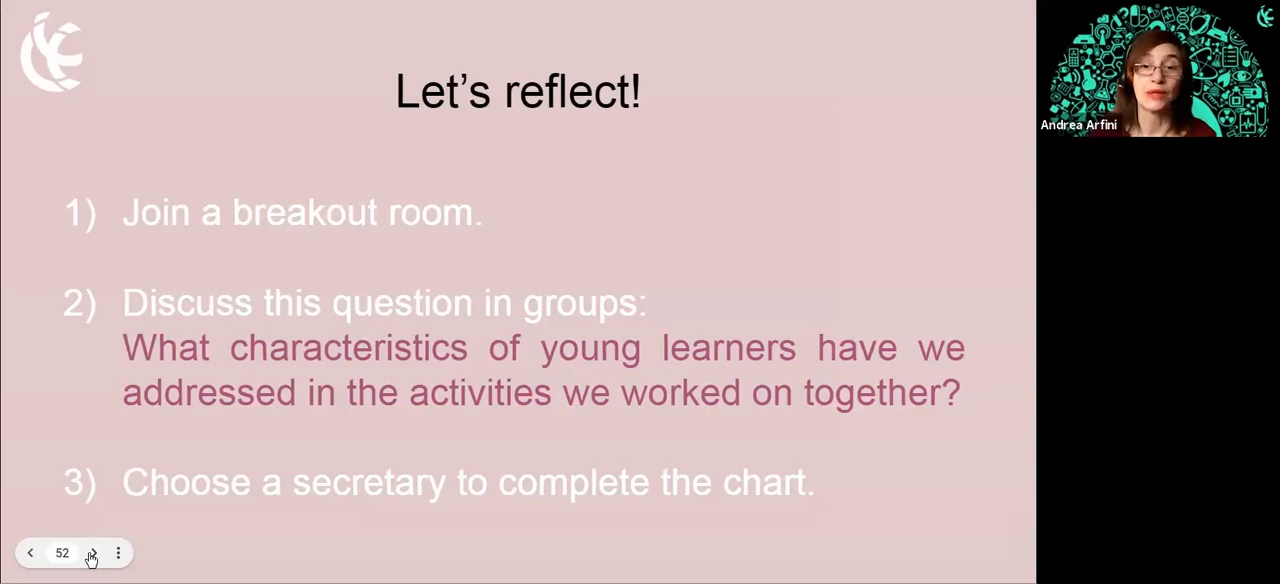 Let's reflect!
1) Join a breakout room.
2) Discuss this question in groups:
What characteristics of young learners have we
addressed in the activities we worked on together?
3) Choose a secretary to complete the chart.
52
Andrea Arfini